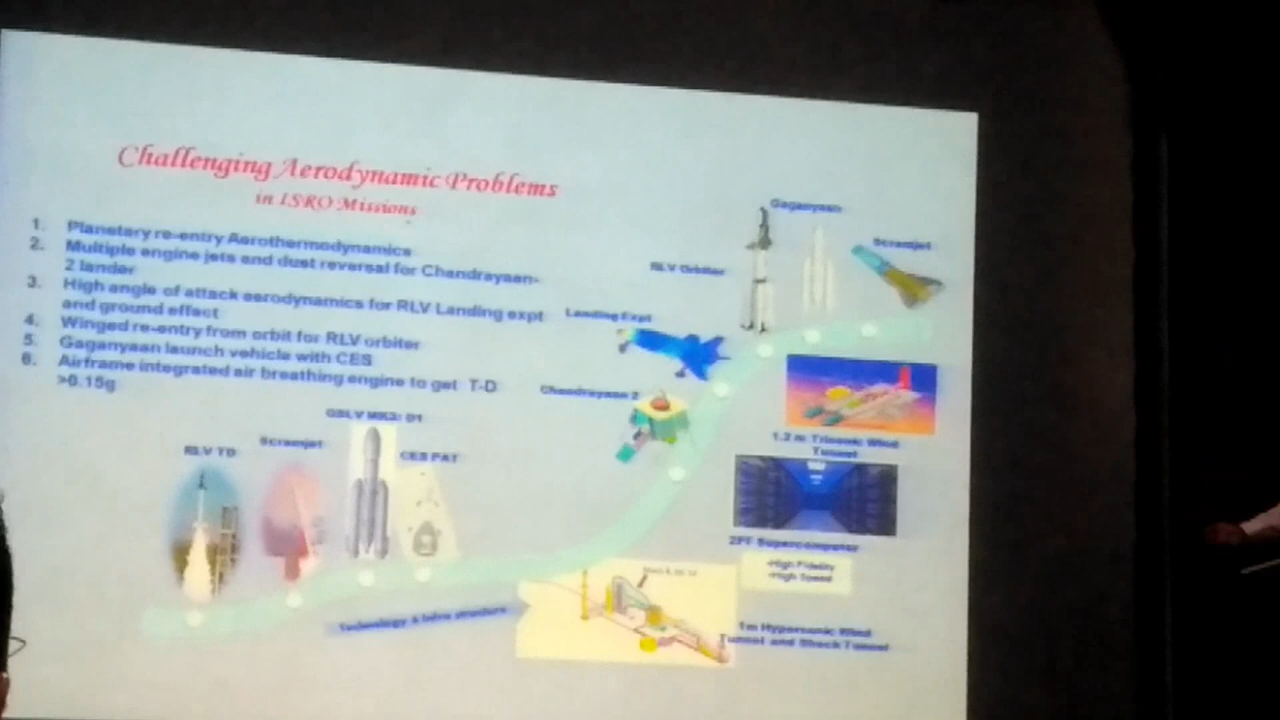 Challenging Aerodynamic Problems
in ISRO Missions
1. Planetary re-entry Aerothermodynamics
2. Multiple engine jets and dust reversal for Chandrayaan-
2 lander
3. High angle of attack aerodynamics for RLV Landing expt
and ground effect
4. Winged re-entry from orbit for RLV orbiter
5. Gaganyaan launch vehicle with CES
6. Airframe integrated air breathing engine to get T-D
>0.15g
Gaganyaan
Scramjet
RLV Orbiter
Landing Expt
Chandrayaan 2
GSLV MK3: D1
RLV TD
Scramjet
CES PAT
1.2 m Trisonic Wind
Tunnel
2PF Supercomputer
•High Fidelity
•High Speed
Technology & Infra structure
1m Hypersonic Wind
Tunnel and Shock Tunnel